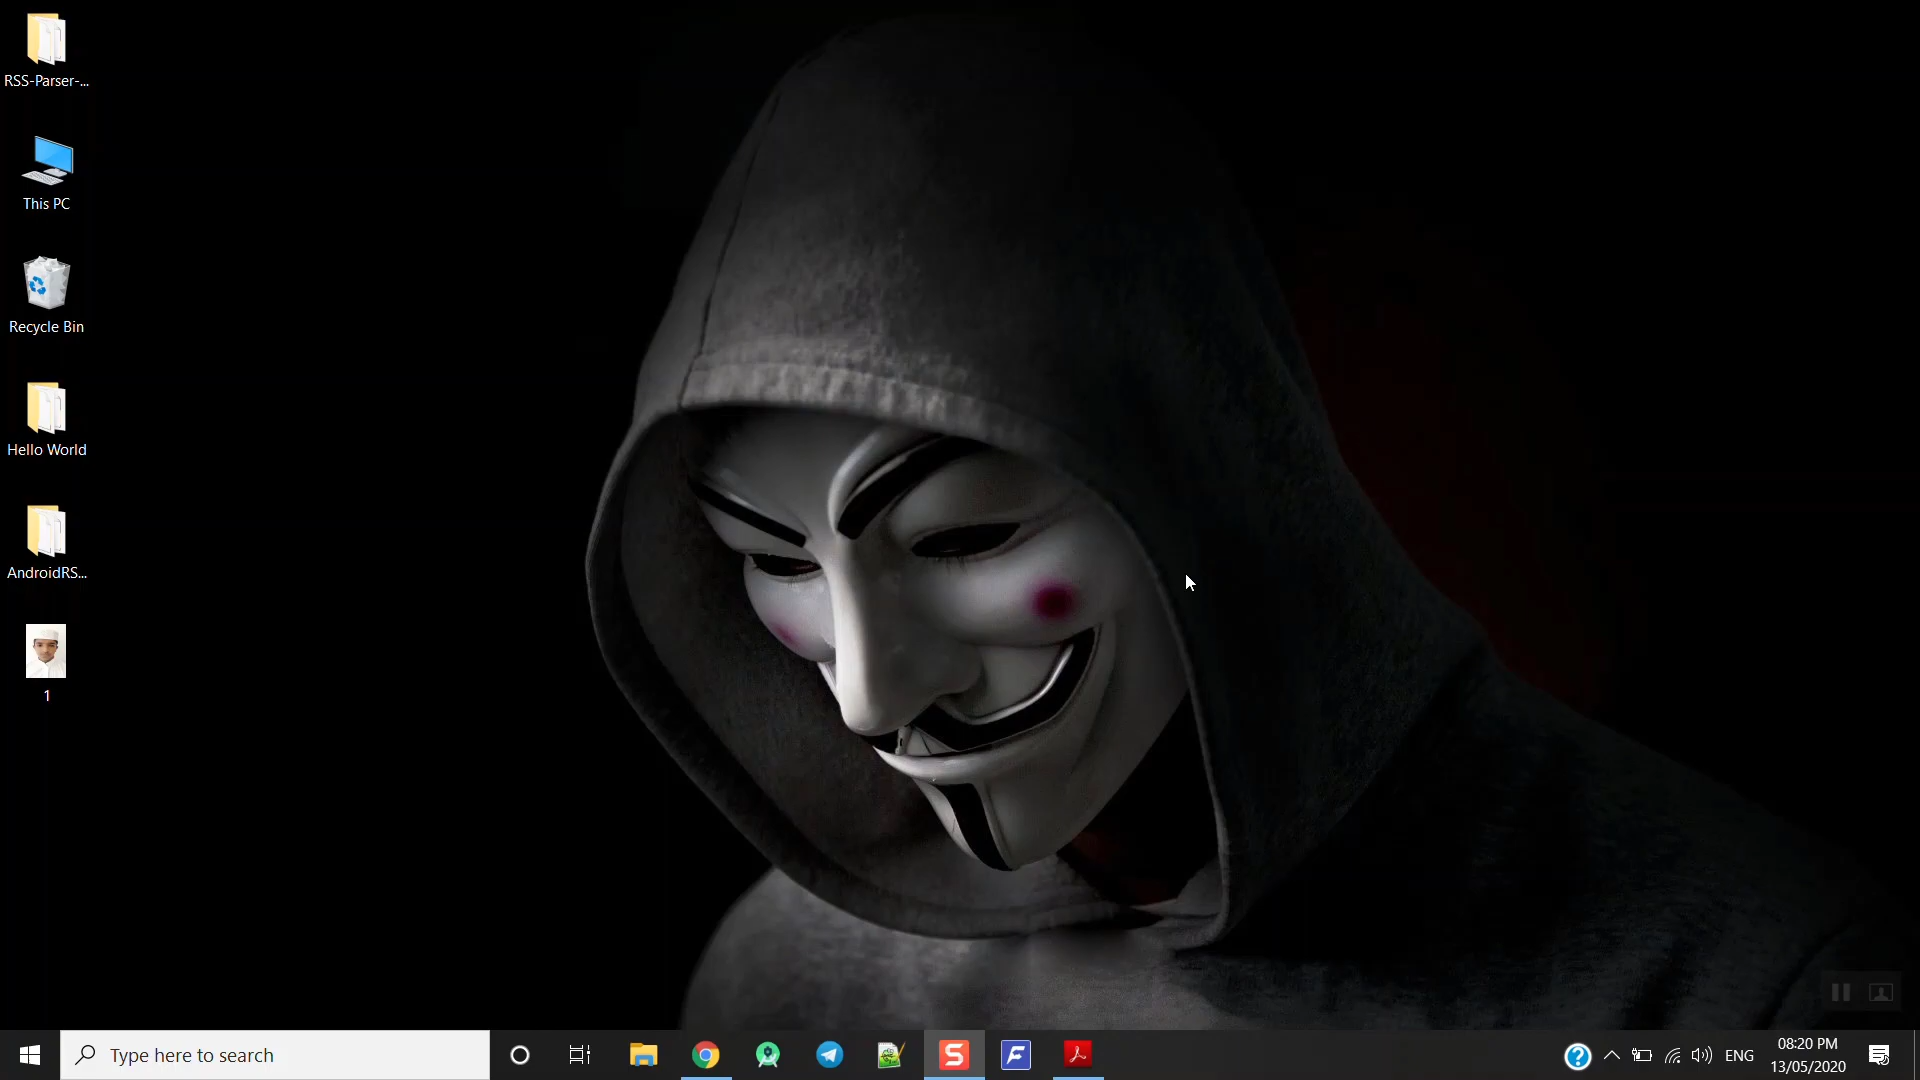 RSS-Parser-...
This PC
Recycle Bin
Hello World
AndroidRS...
1
Type here to search
ENG
08:20 PM
13/05/2020